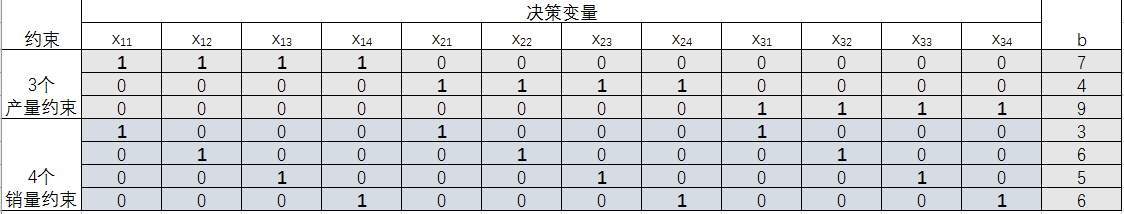 决策变量
约束 x11 x12 x13 x14 x21 x22 x23 x24 x31 x32 x33 x34 b
3个
产量约束
1 1 1 1 0 0 0 0 0 0 0 0 7
0 0 0 0 1 1 1 1 0 0 0 0 4
0 0 0 0 0 0 0 0 1 1 1 1 9
4个
销量约束
1 0 0 0 1 0 0 0 1 0 0 0 3
0 1 0 0 0 1 0 0 0 1 0 0 6
0 0 1 0 0 0 1 0 0 0 1 0 5
0 0 0 1 0 0 0 1 0 0 0 1 6